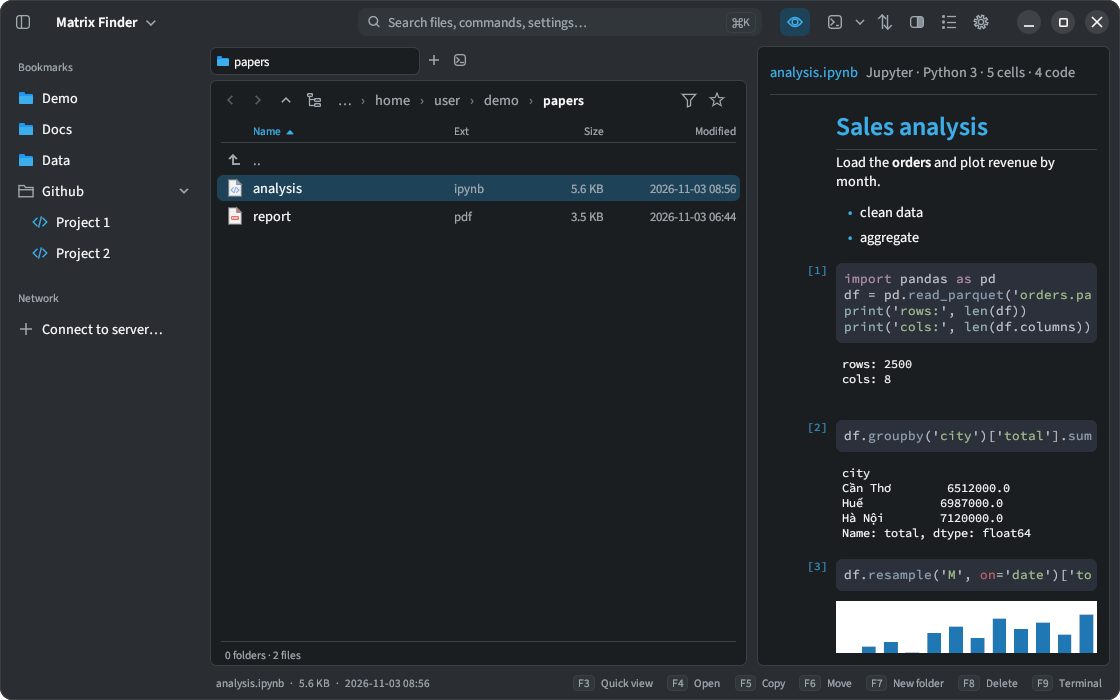 Matrix Finder
Search files, commands, settings…
⌘K
Bookmarks
Demo
Docs
Data
Github
Project 1
Project 2
Network
Connect to server…
papers
… › home › user › demo › papers
Name Ext Size Modified
..
analysis ipynb 5.6 KB 2026-11-03 08:56
report pdf 3.5 KB 2026-11-03 06:44
0 folders · 2 files
analysis.ipynb Jupyter · Python 3 · 5 cells · 4 code
Sales analysis
Load the orders and plot revenue by
month.
• clean data
• aggregate
[1]
import pandas as pd
df = pd.read_parquet('orders.pa
print('rows:', len(df))
print('cols:', len(df.columns))
rows: 2500
cols: 8
[2]
df.groupby('city')['total'].sum
city
Cần Thơ 6512000.0
Huế 6987000.0
Hà Nội 7120000.0
Name: total, dtype: float64
[3]
df.resample('M', on='date')['to
analysis.ipynb · 5.6 KB · 2026-11-03 08:56
F3 Quick view F4 Open F5 Copy F6 Move F7 New folder F8 Delete F9 Terminal